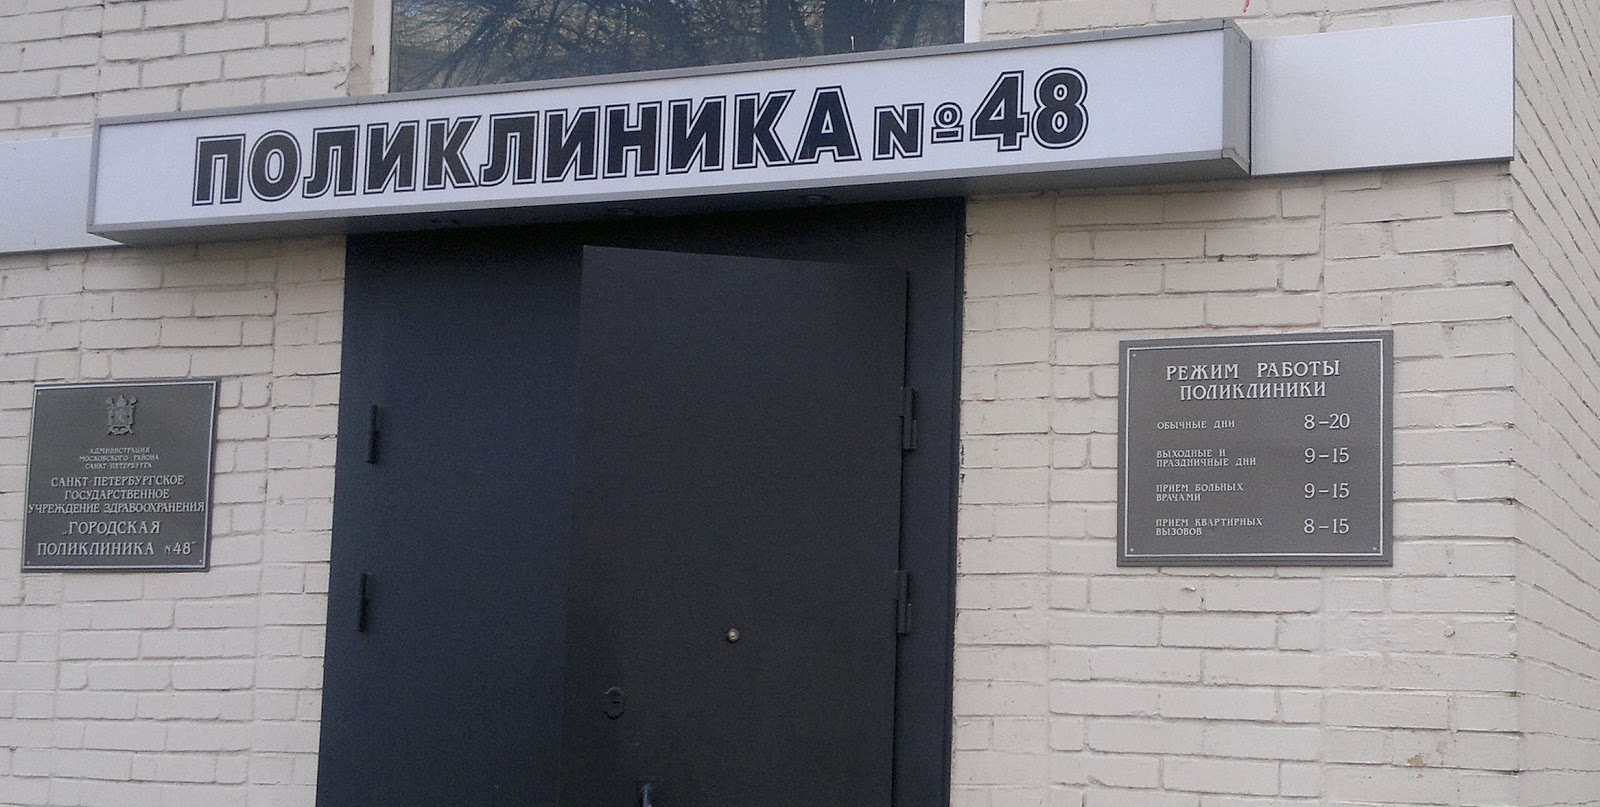 ПОЛИКЛИНИКА №48
АДМИНИСТРАЦИЯ
МОСКОВСКОГО РАЙОНА
САНКТ-ПЕТЕРБУРГА
САНКТ-ПЕТЕРБУРГСКОЕ
ГОСУДАРСТВЕННОЕ
УЧРЕЖДЕНИЕ ЗДРАВООХРАНЕНИЯ
„ГОРОДСКАЯ
ПОЛИКЛИНИКА №48"
РЕЖИМ РАБОТЫ
ПОЛИКЛИНИКИ
ОБЫЧНЫЕ ДНИ 8–20
ВЫХОДНЫЕ И
ПРАЗДНИЧНЫЕ ДНИ 9–15
ПРИЕМ БОЛЬНЫХ
ВРАЧАМИ 9–15
ПРИЕМ КВАРТИРНЫХ
ВЫЗОВОВ 8–15